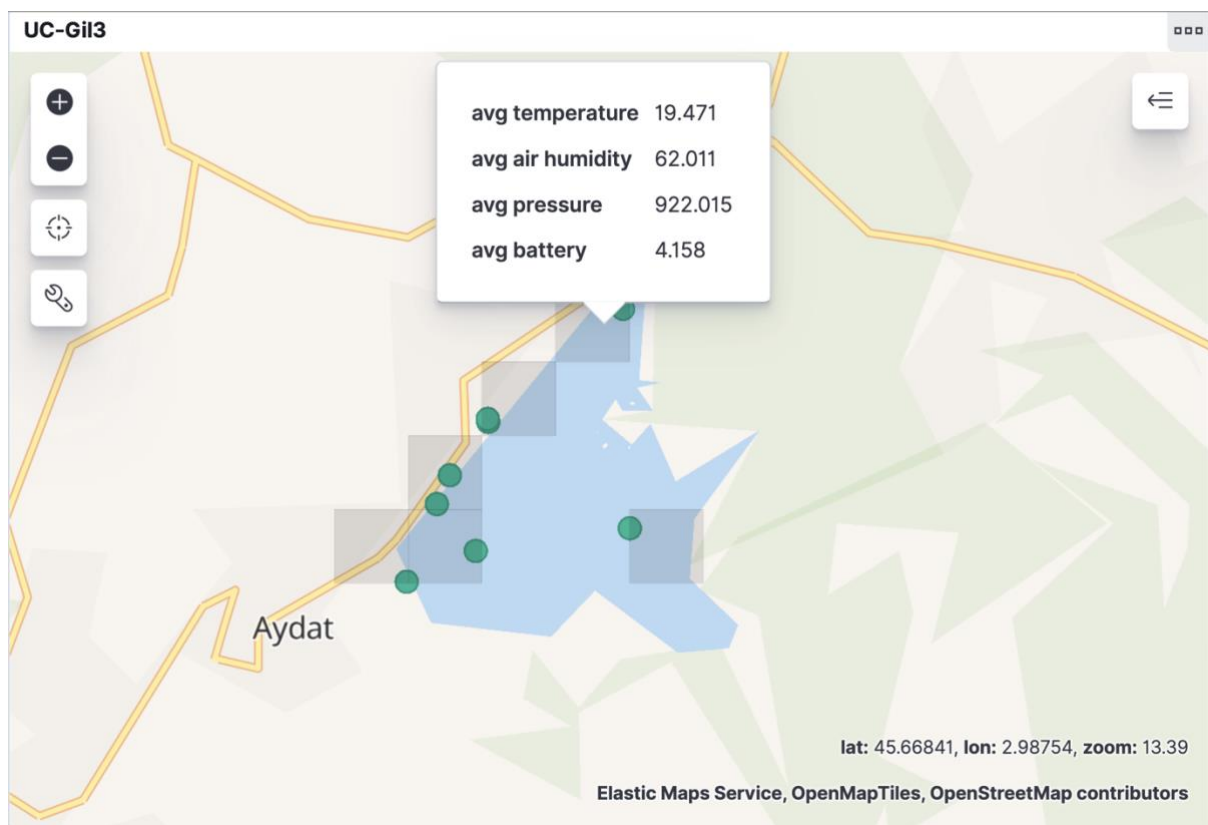 UC-Gil3
avg temperature 19.471
avg air humidity 62.011
avg pressure 922.015
avg battery 4.158
Aydat
lat: 45.66841, lon: 2.98754, zoom: 13.39
Elastic Maps Service, OpenMapTiles, OpenStreetMap contributors